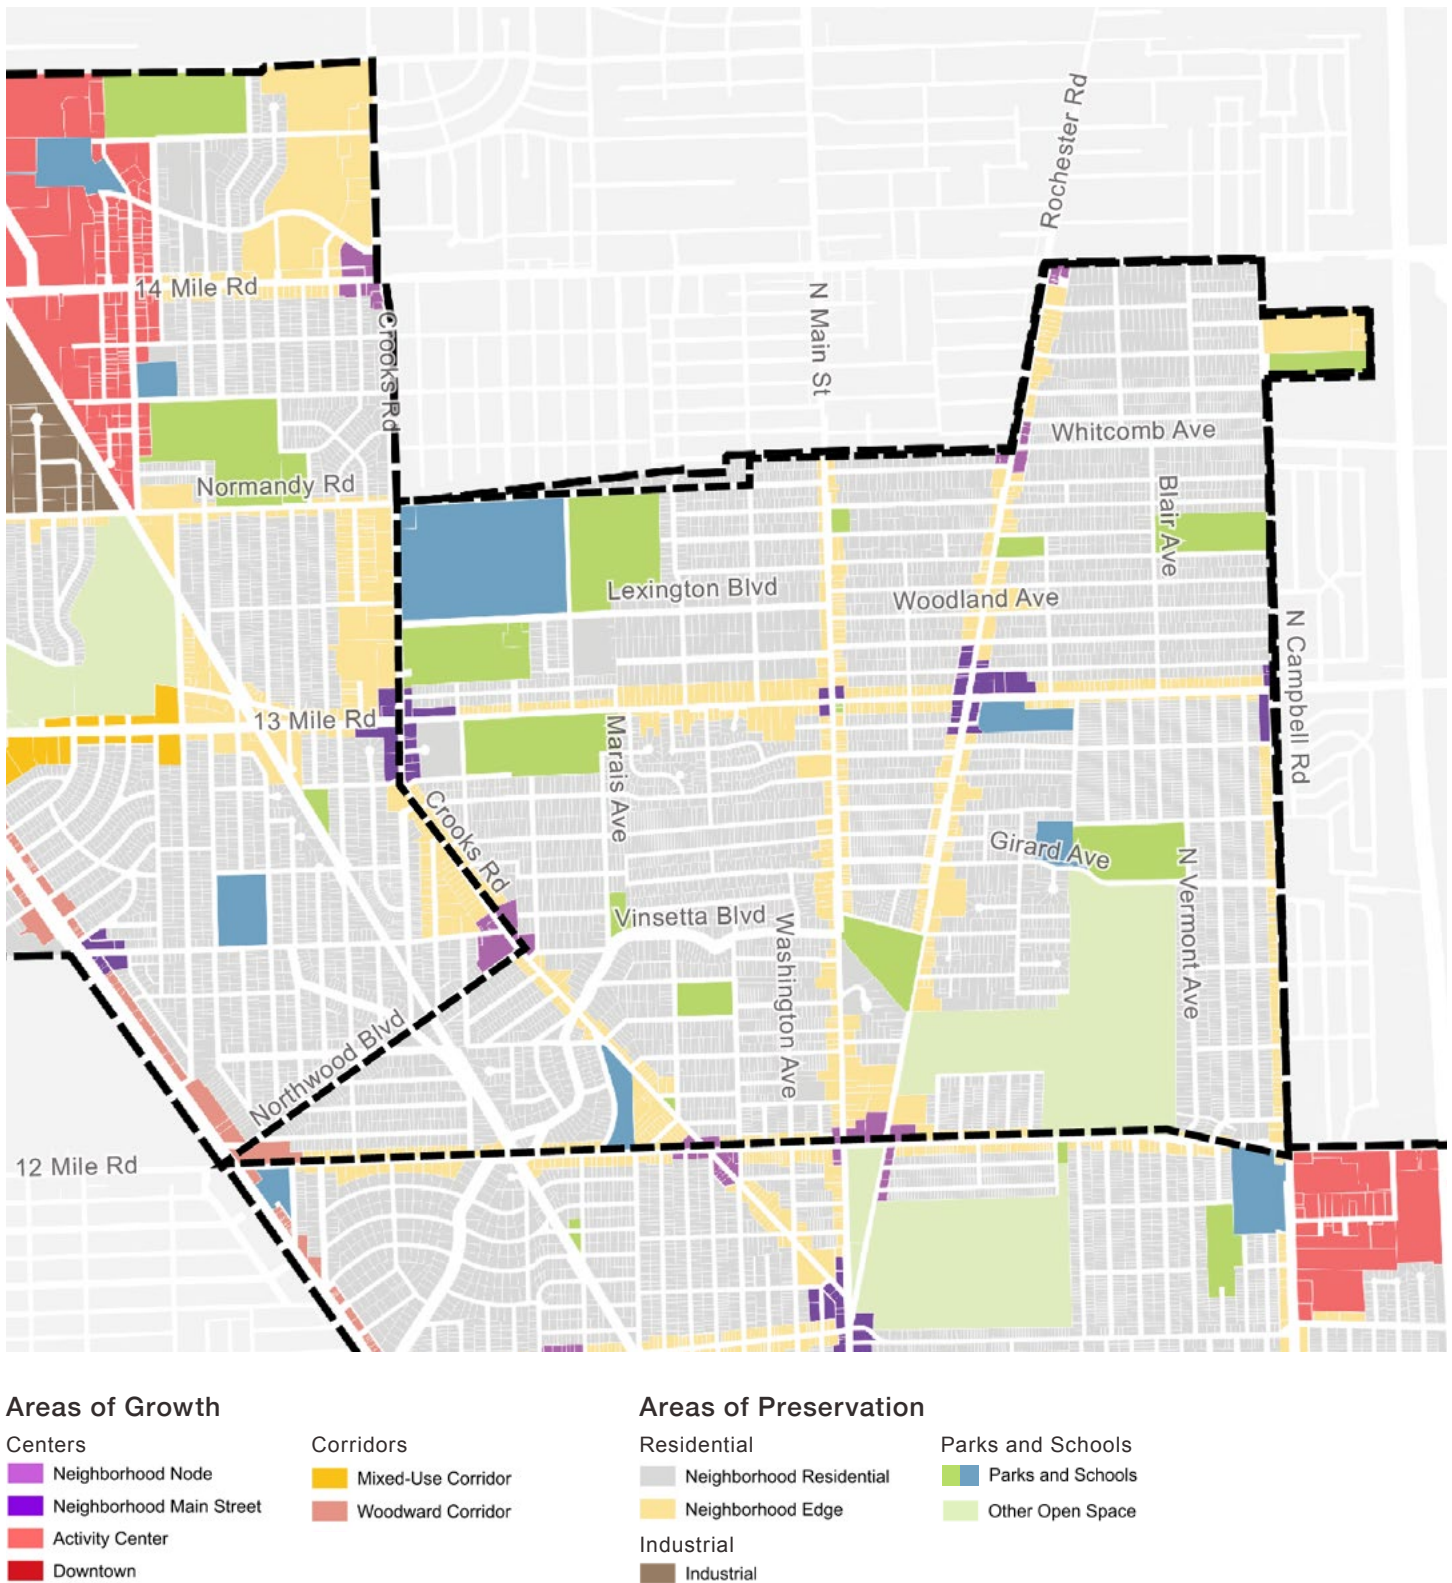 Rochester Rd
14 Mile Rd
N Main St
Crooks Rd
Whitcomb Ave
Normandy Rd
Blair Ave
Lexington Blvd
Woodland Ave
N Campbell Rd
13 Mile Rd
Marais Ave
Crooks Rd
Girard Ave
N Vermont Ave
Vinsetta Blvd
Washington Ave
Northwood Blvd
12 Mile Rd
Areas of Growth
Centers
Neighborhood Node
Neighborhood Main Street
Activity Center
Downtown
Corridors
Mixed-Use Corridor
Woodward Corridor
Areas of Preservation
Residential
Neighborhood Residential
Neighborhood Edge
Industrial
Industrial
Parks and Schools
Parks and Schools
Other Open Space